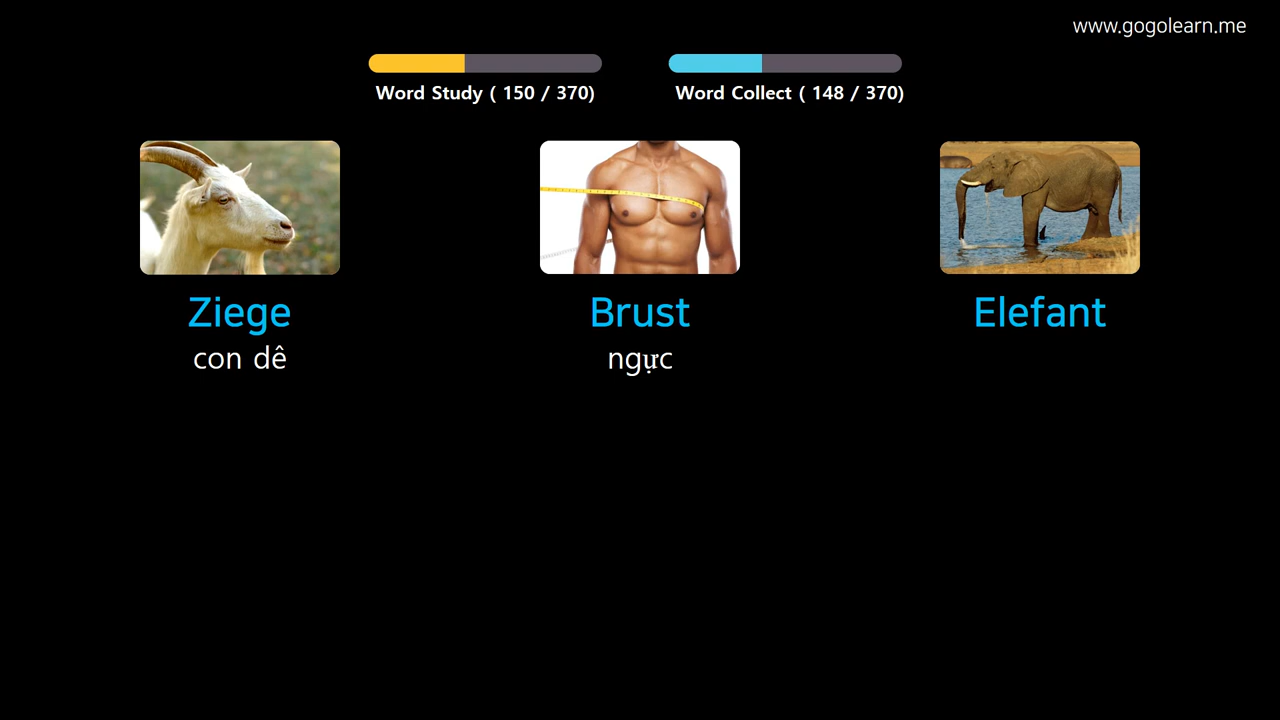 www.gogolearn.me
Word Study ( 150 / 370)
Word Collect ( 148 / 370)
Ziege
Brust
Elefant
con dê
ngực